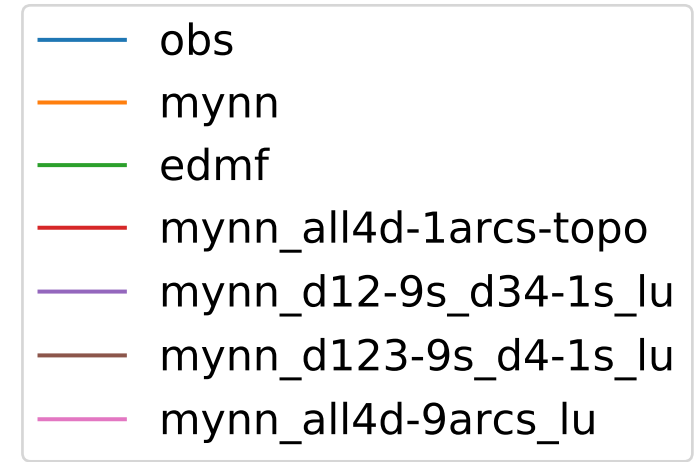 obs
mynn
edmf
mynn_all4d-1arcs-topo
mynn_d12-9s_d34-1s_lu
mynn_d123-9s_d4-1s_lu
mynn_all4d-9arcs_lu